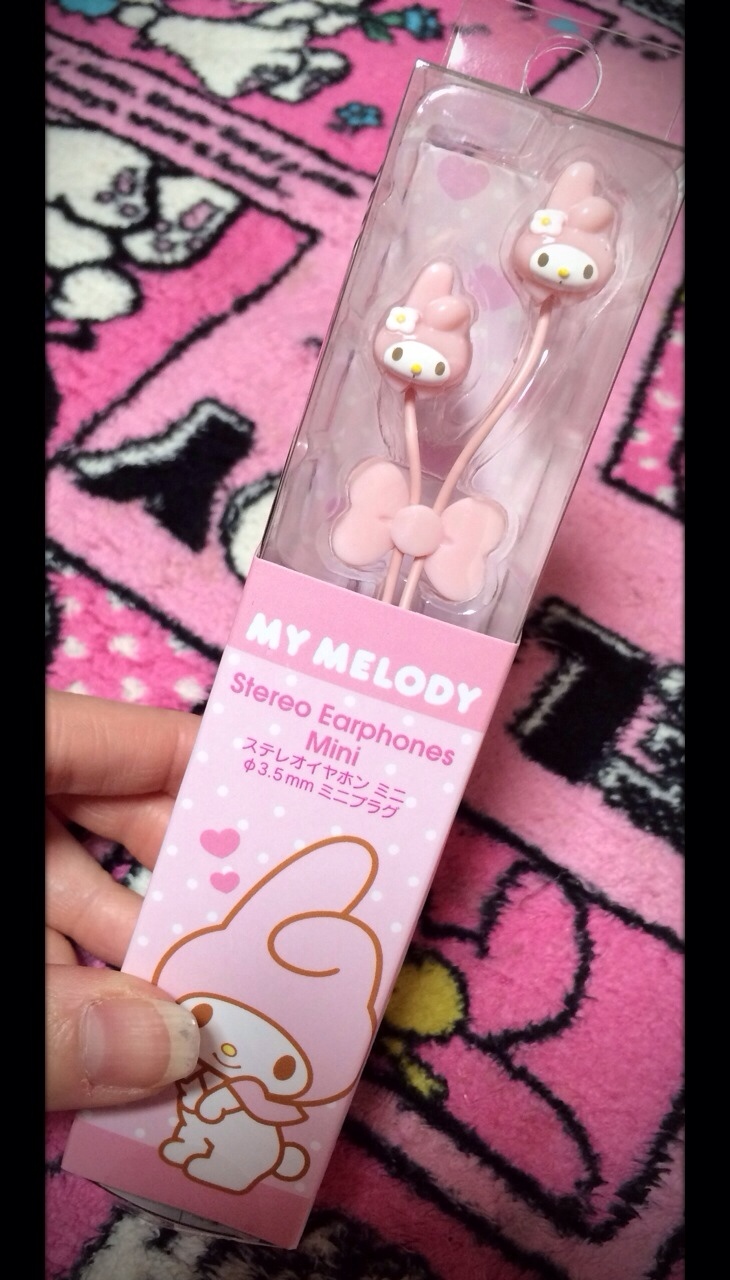 MY MELODY
Stereo Earphones
Mini
ステレオイヤホン ミニ
φ3.5mm ミニプラグ